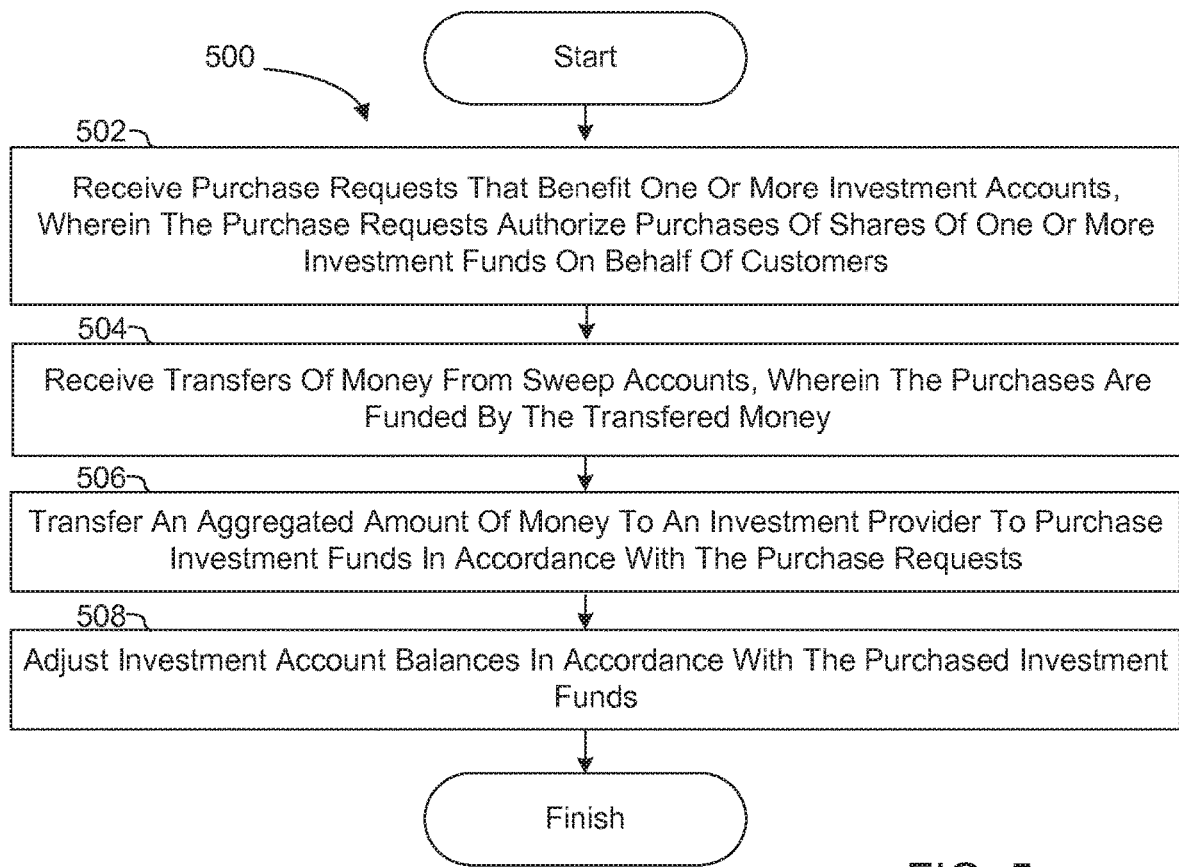 500
Start
502
Receive Purchase Requests That Benefit One Or More Investment Accounts,
Wherein The Purchase Requests Authorize Purchases Of Shares Of One Or More
Investment Funds On Behalf Of Customers
504
Receive Transfers Of Money From Sweep Accounts, Wherein The Purchases Are
Funded By The Transfered Money
506
Transfer An Aggregated Amount Of Money To An Investment Provider To Purchase
Investment Funds In Accordance With The Purchase Requests
508
Adjust Investment Account Balances In Accordance With The Purchased Investment
Funds
Finish